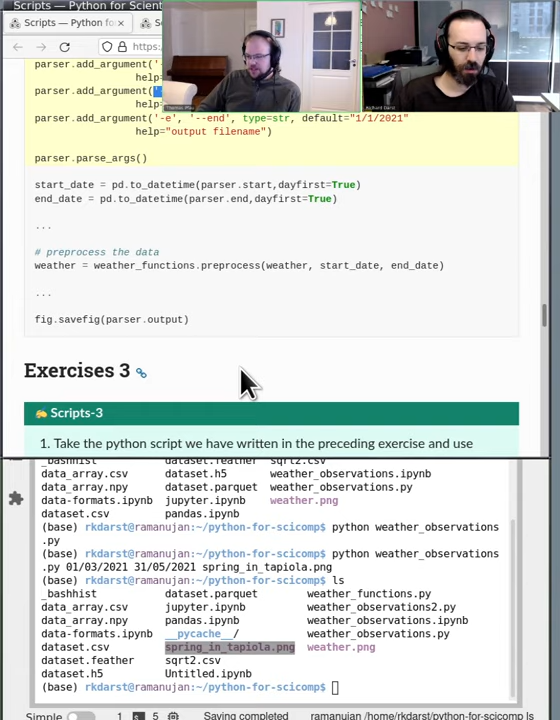 Scripts — Python for Scient
Scripts — Python fo
https:
parser.add_argument('-
help=
parser.add_argument('
help=
parser.add_argument('-e', '--end', type=str, default="1/1/2021"
help="output filename")
parser.parse_args()
start_date = pd.to_datetime(parser.start,dayfirst=True)
end_date = pd.to_datetime(parser.end,dayfirst=True)
...
# preprocess the data
weather = weather_functions.preprocess(weather, start_date, end_date)
...
fig.savefig(parser.output)
Exercises 3
Scripts-3
1. Take the python script we have written in the preceding exercise and use
_bashhist dataset.feather sqrt2.csv
data_array.csv dataset.h5 weather_observations.ipynb
data_array.npy dataset.parquet weather_observations.py
data-formats.ipynb jupyter.ipynb weather.png
dataset.csv pandas.ipynb
(base) rkdarst@ramanujan:~/python-for-scicomp$ python weather_observations
.py
(base) rkdarst@ramanujan:~/python-for-scicomp$ python weather_observations
.py 01/03/2021 31/05/2021 spring_in_tapiola.png
(base) rkdarst@ramanujan:~/python-for-scicomp$ ls
_bashhist dataset.parquet weather_functions.py
data_array.csv jupyter.ipynb weather_observations2.py
data_array.npy pandas.ipynb weather_observations.ipynb
data-formats.ipynb __pycache__/ weather_observations.py
dataset.csv spring_in_tapiola.png weather.png
dataset.feather sqrt2.csv
dataset.h5 Untitled.ipynb
(base) rkdarst@ramanujan:~/python-for-scicomp$
Simple 1 5 Saving completed ramanujan /home/rkdarst/python-for-scicomp ls